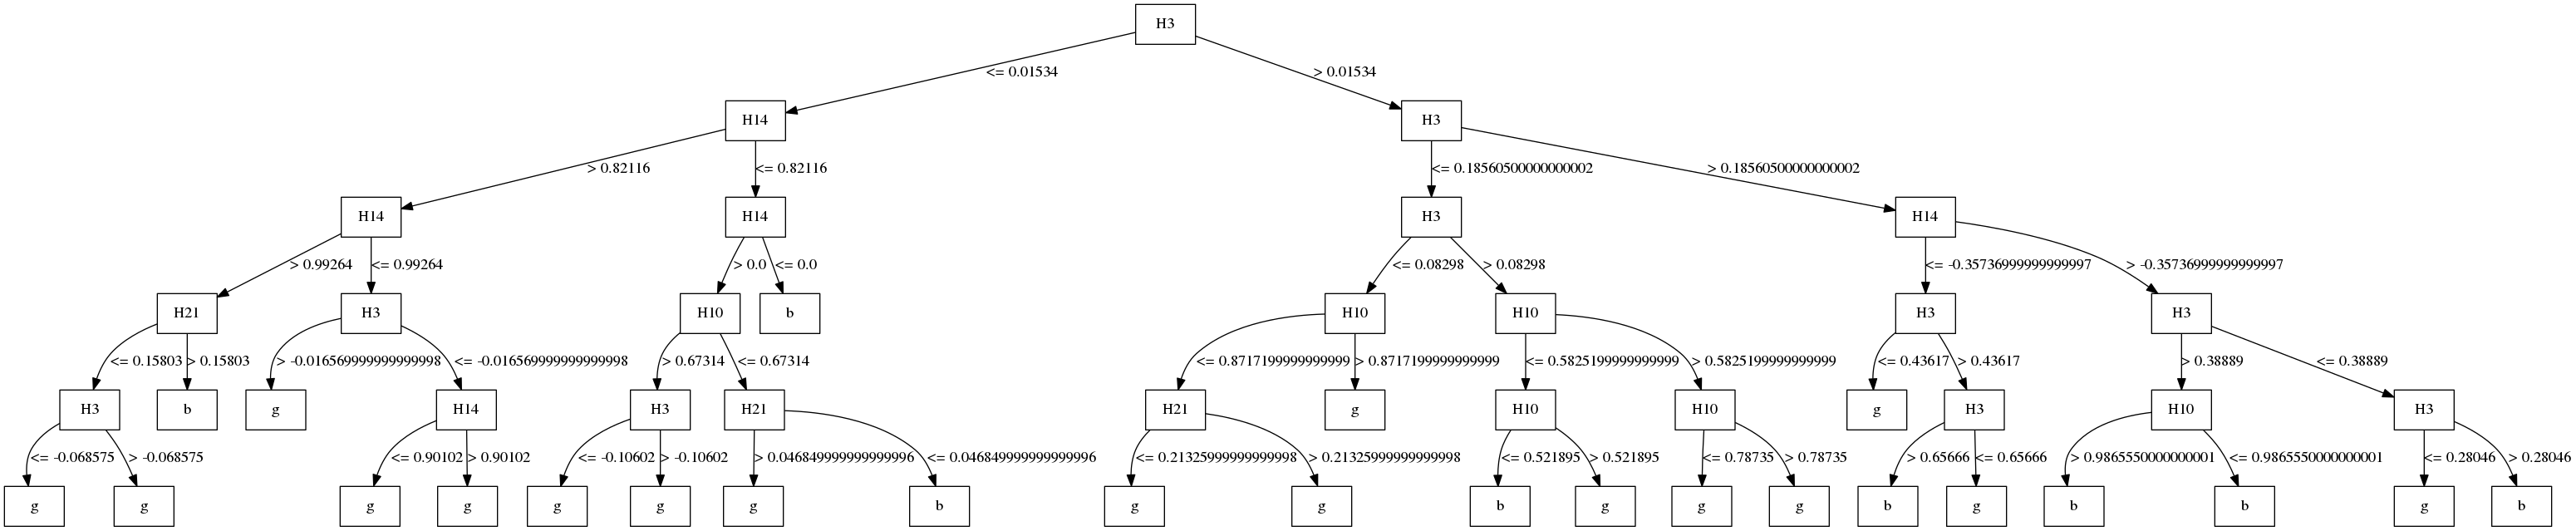 H3
<= 0.01534
> 0.01534
H14
H3
> 0.82116
<= 0.82116
<= 0.18560500000000002
> 0.18560500000000002
H14
H14
H3
H14
> 0.99264
<= 0.99264
> 0.0
<= 0.0
<= 0.08298
> 0.08298
<= -0.35736999999999997
> -0.35736999999999997
H21
H3
H10
b
H10
H10
H3
H3
<= 0.15803
> 0.15803
> -0.016569999999999998
<= -0.016569999999999998
> 0.67314
<= 0.67314
<= 0.8717199999999999
> 0.8717199999999999
<= 0.5825199999999999
> 0.5825199999999999
<= 0.43617
> 0.43617
> 0.38889
<= 0.38889
H3
b
g
H14
H3
H21
H21
g
H10
H10
g
H3
H10
H3
<= -0.068575
> -0.068575
<= 0.90102
> 0.90102
<= -0.10602
> -0.10602
> 0.046849999999999996
<= 0.046849999999999996
<= 0.21325999999999998
> 0.21325999999999998
<= 0.521895
> 0.521895
<= 0.78735
> 0.78735
> 0.65666
<= 0.65666
> 0.9865550000000001
<= 0.9865550000000001
<= 0.28046
> 0.28046
g
g
g
g
g
g
g
b
g
g
b
g
g
g
b
g
b
b
g
b